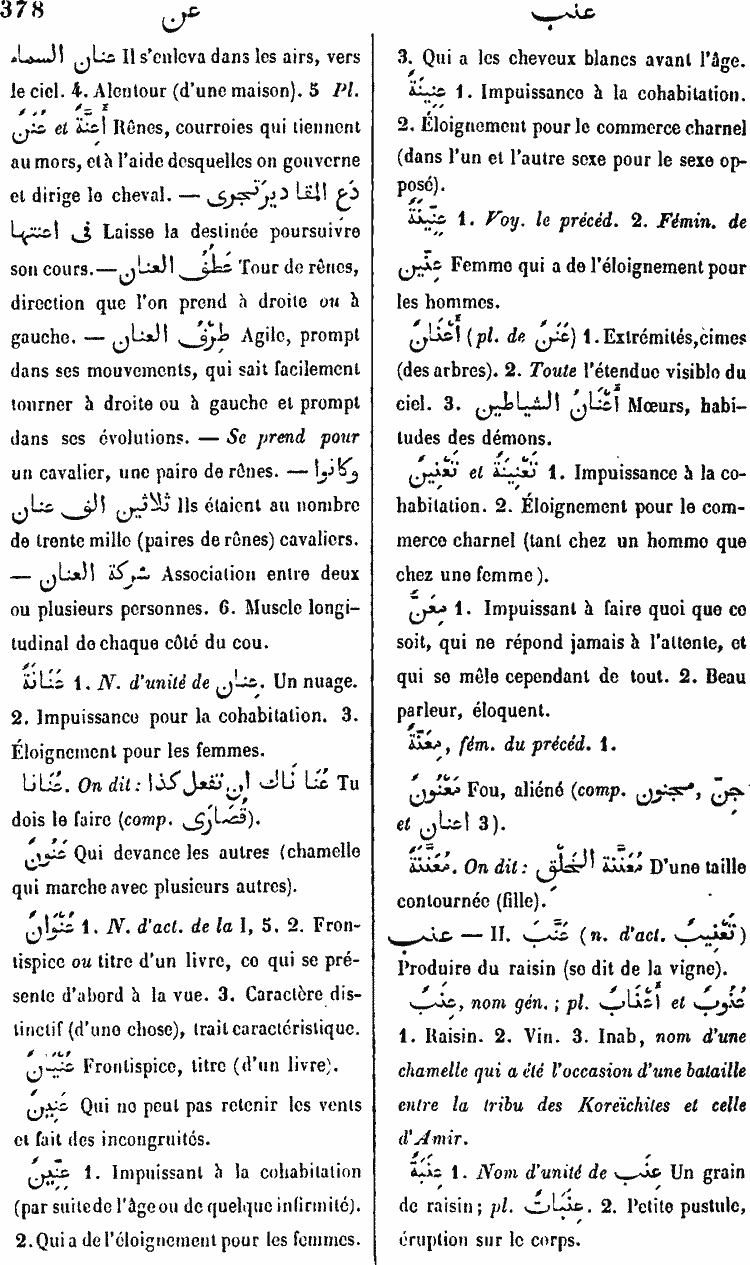 378
عن
عنب
عنان السماء Il s'enleva dans les airs, vers
le ciel. 4. Alentour (d'une maison). 5 Pl.
عُنُنٌ et أَعِنَّةٌ Rênes, courroies qui tiennent
au mors, et à l'aide desquelles on gouverne
et dirige le cheval. — دَع المقاديرتجرى
فى اعنتها Laisse la destinée poursuivre
son cours. — عَطَفُ العنان Tour de rênes,
direction que l'on prend à droite ou à
gauche. — طَرِفُ العنان Agile, prompt
dans ses mouvements, qui sait facilement
tourner à droite ou à gauche et prompt
dans ses évolutions. — Se prend pour
un cavalier, une paire de rênes. — وكانوا
ثلاثين الف عنان Ils étaient au nombre
de trente mille (paires de rênes) cavaliers.
— شركة العنان Association entre deux
ou plusieurs personnes. 6. Muscle longi-
tudinal de chaque côté du cou.
عَنَانَةٌ 1. N. d'unité de عنان. Un nuage.
2. Impuissance pour la cohabitation. 3.
Éloignement pour les femmes.
عُنَانا. On dit: عُنَا نَاك ان تفعل كذا Tu
dois le faire (comp. قُصَارَى).
عَنُونٌ Qui devance les autres (chamelle
qui marche avec plusieurs autres).
عُنْوَانٌ 1. N. d'act. de la I, 5. 2. Fron-
tispice ou titre d'un livre, ce qui se pré-
sente d'abord à la vue. 3. Caractère dis-
tinctif (d'une chose), trait caractéristique.
Frontispice, titre (d'un livre).
عَنِينٌ Qui ne peut pas retenir les vents
et fait des incongruités.
عِنِّينٌ 1. Impuissant à la cohabitation
(par suite de l'âge ou de quelque infirmité).
2. Qui a de l'éloignement pour les femmes.
3. Qui a les cheveux blancs avant l'âge.
عِنِينَةٌ 1. Impuissance à la cohabitation.
2. Éloignement pour le commerce charnel
(dans l'un et l'autre sexe pour le sexe op-
posé).
عِنِّينَةٌ 1. Voy. le précéd. 2. Fémin. de
عِنِّين Femme qui a de l'éloignement pour
les hommes.
أَعْنَانٌ (pl. de عَنَنٌ) 1. Extrémités, cimes
(des arbres). 2. Toute l'étendue visible du
ciel. 3. أَعْنَانُ الشياطين Mœurs, habi-
tudes des démons.
تَعْنِينٌ et تَعْنِينَةٌ 1. Impuissance à la co-
habitation. 2. Éloignement pour le com-
merce charnel (tant chez un homme que
chez une femme).
مِعَنٌّ 1. Impuissant à faire quoi que ce
soit, qui ne répond jamais à l'attente, et
qui se mêle cependant de tout. 2. Beau
parleur, éloquent.
مِعَنَّةٌ, fém. du précéd. 1.
مَعْنُونٌ Fou, aliéné (comp. مجنون, جِنّ
et اعنان 3).
مُعَنَّنَةٌ. On dit: مُعَنَّنَةُ الخَلْقِ D'une taille
contournée (fille).
عنب — II. عَنَّبَ (n. d'act. تَعْنِيبٌ)
Produire du raisin (se dit de la vigne).
عِنَبٌ, nom gén.; pl. أَعْنَابٌ et عُنُوبٌ
1. Raisin. 2. Vin. 3. Inab, nom d'une
chamelle qui a été l'occasion d'une bataille
entre la tribu des Koreïchites et celle
d'Amir.
عِنَبَةٌ 1. Nom d'unité de عنب Un grain
de raisin; pl. عِنَبَاتٌ. 2. Petite pustule,
éruption sur le corps.